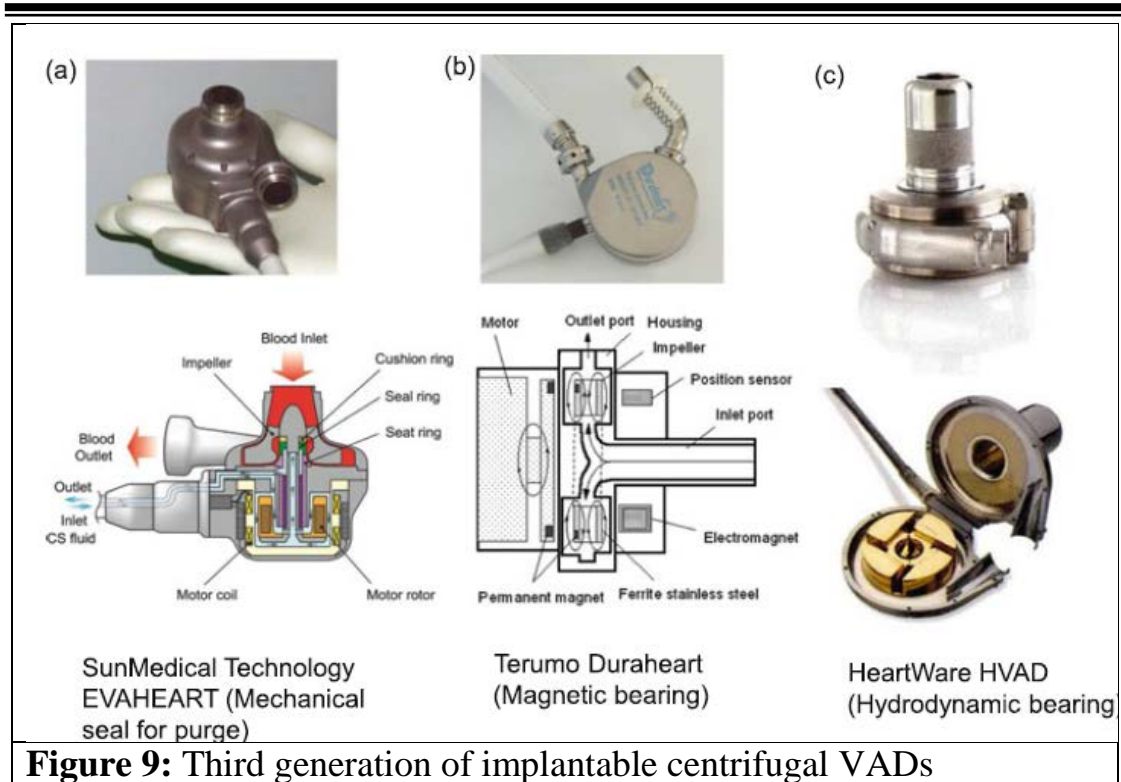 (a)
(b)
(c)
DuraHeart
Blood Inlet
Impeller
Cushion ring
Seal ring
Seat ring
Blood
Outlet
Outlet
Inlet
CS fluid
Motor coil
Motor rotor
Motor
Outlet port
Housing
Impeller
Position sensor
Inlet port
Electromagnet
Permanent magnet
Ferrite stainless steel
SunMedical Technology
EVAHEART (Mechanical
seal for purge)
Terumo Duraheart
(Magnetic bearing)
HeartWare HVAD
(Hydrodynamic bearing)
Figure 9: Third generation of implantable centrifugal VADs